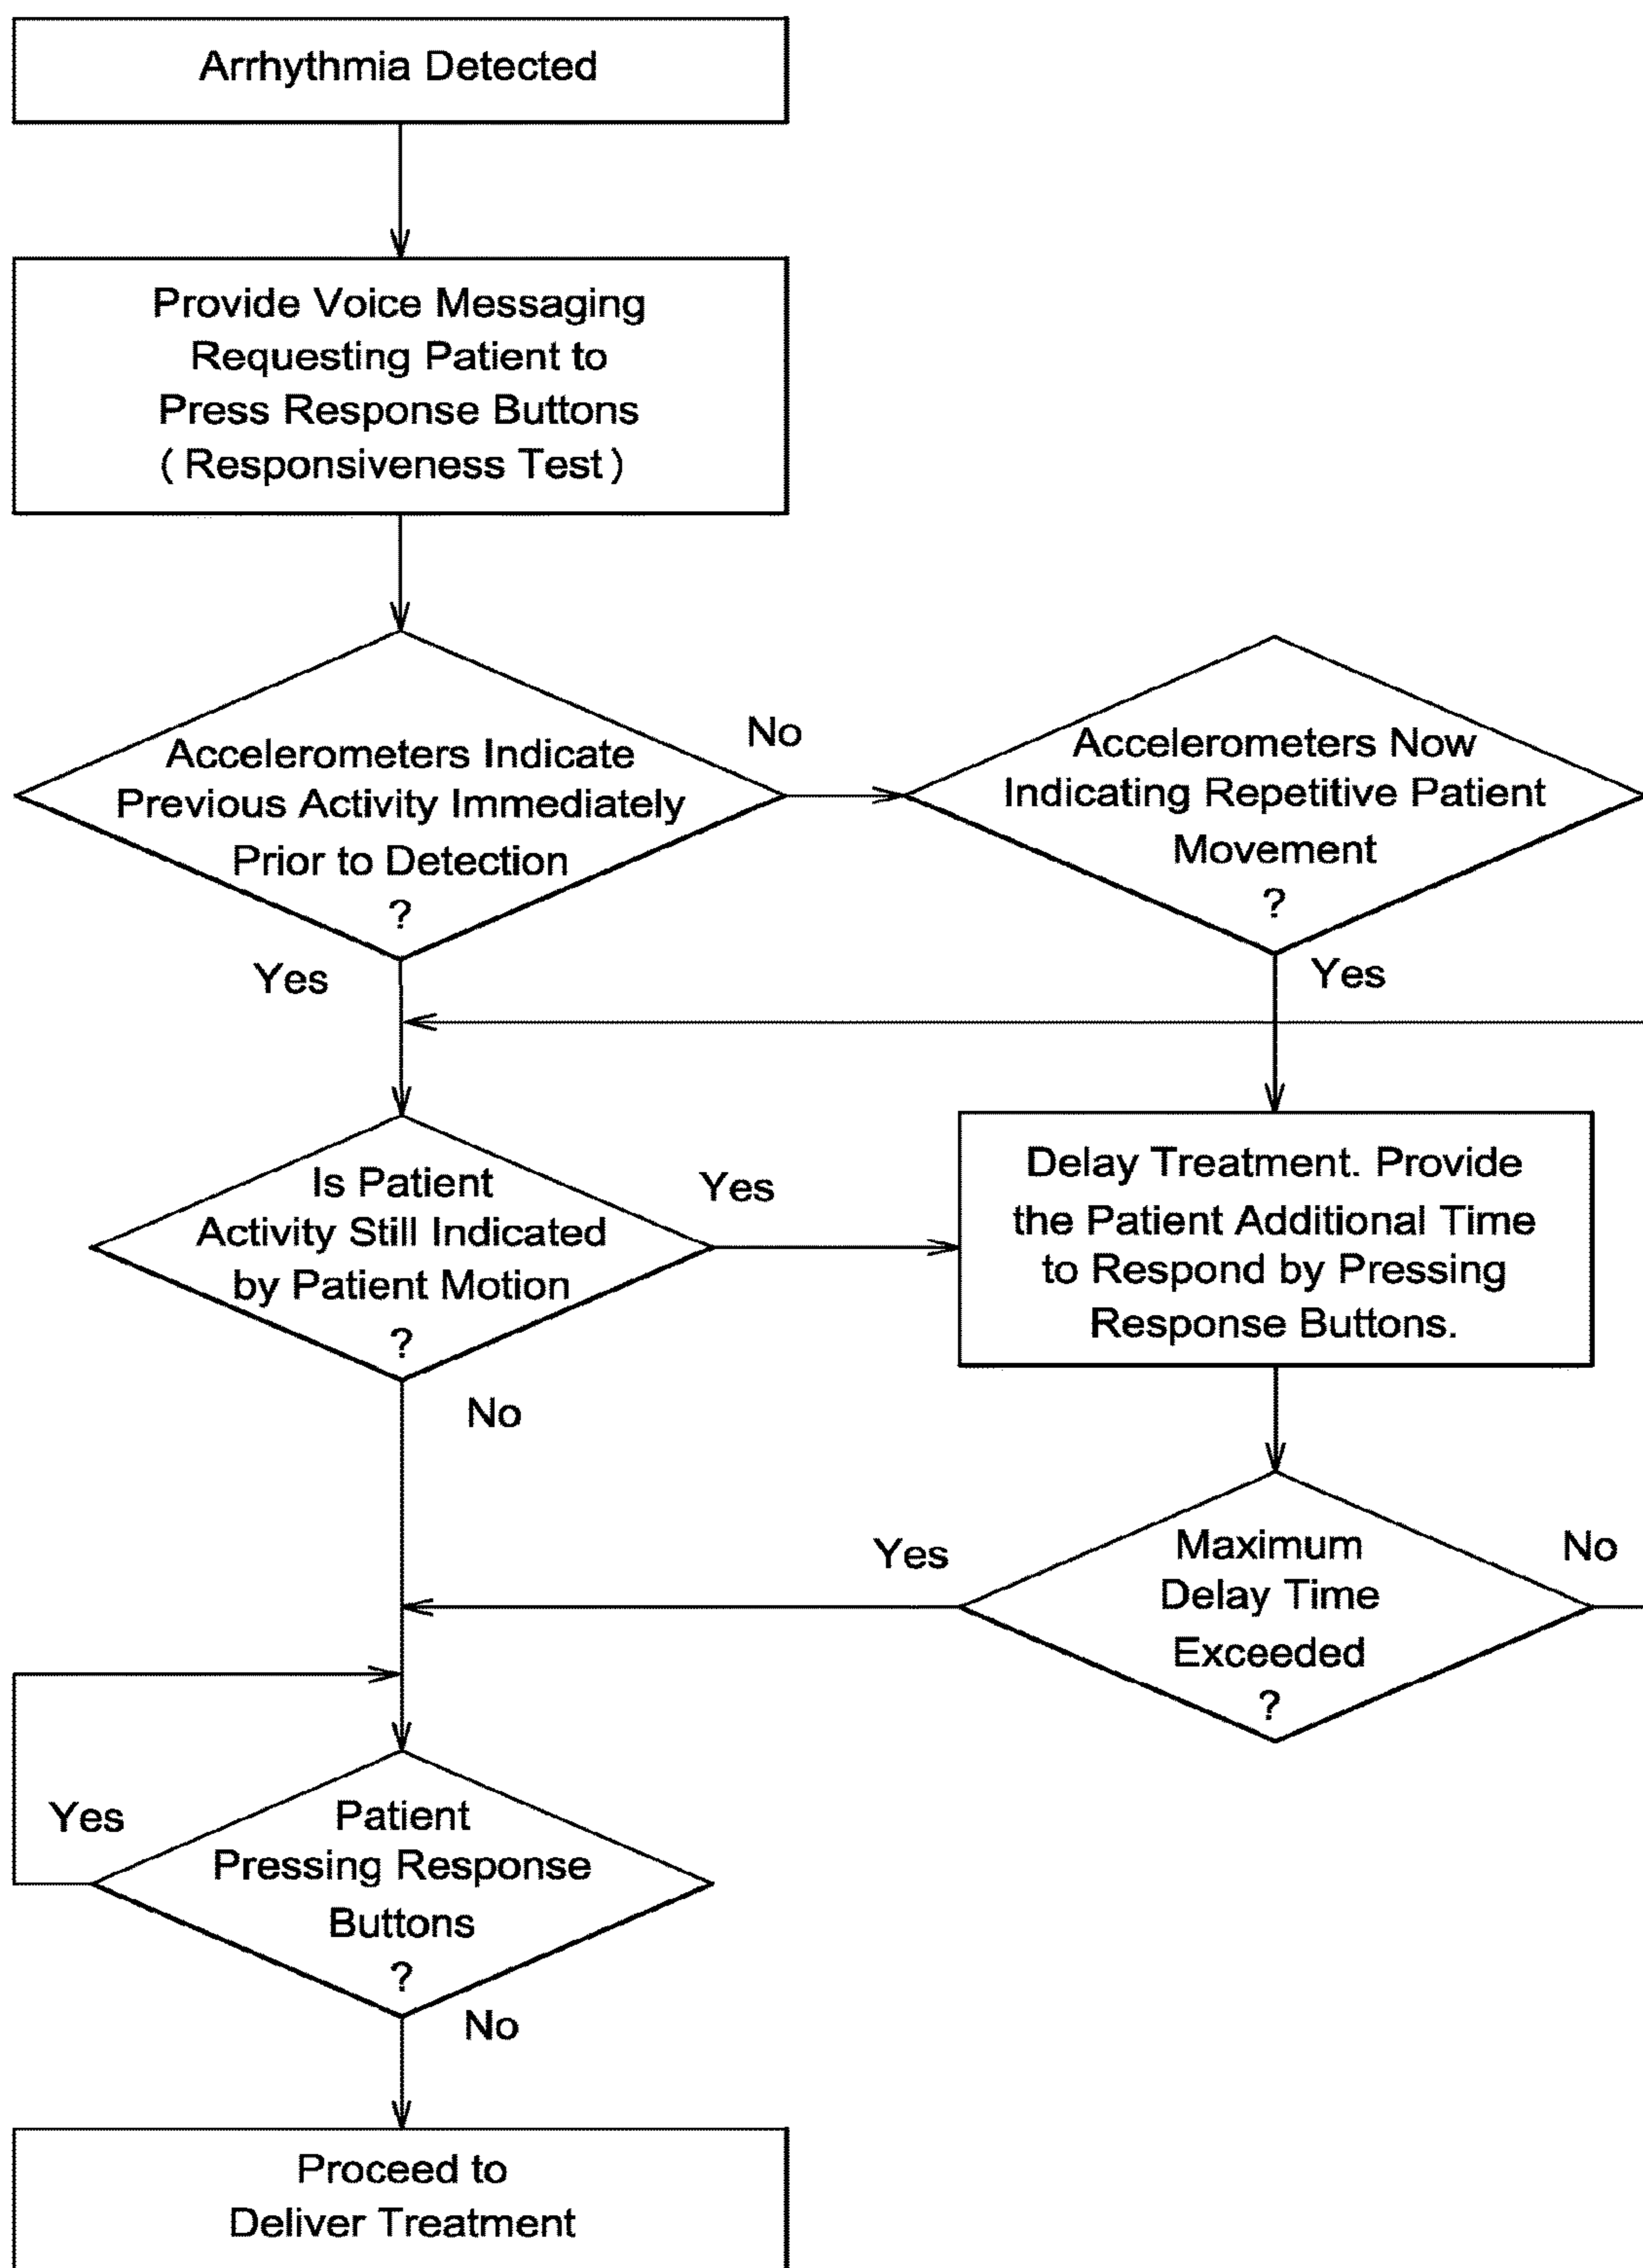 Arrhythmia Detected
Provide Voice Messaging
Requesting Patient to
Press Response Buttons
( Responsiveness Test )
Accelerometers Indicate
Previous Activity Immediately
Prior to Detection
?
No
Yes
Accelerometers Now
Indicating Repetitive Patient
Movement
?
Yes
Is Patient
Activity Still Indicated
by Patient Motion
?
Yes
No
Delay Treatment. Provide
the Patient Additional Time
to Respond by Pressing
Response Buttons.
Maximum
Delay Time
Exceeded
?
Yes
No
Patient
Pressing Response
Buttons
?
Yes
No
Proceed to
Deliver Treatment